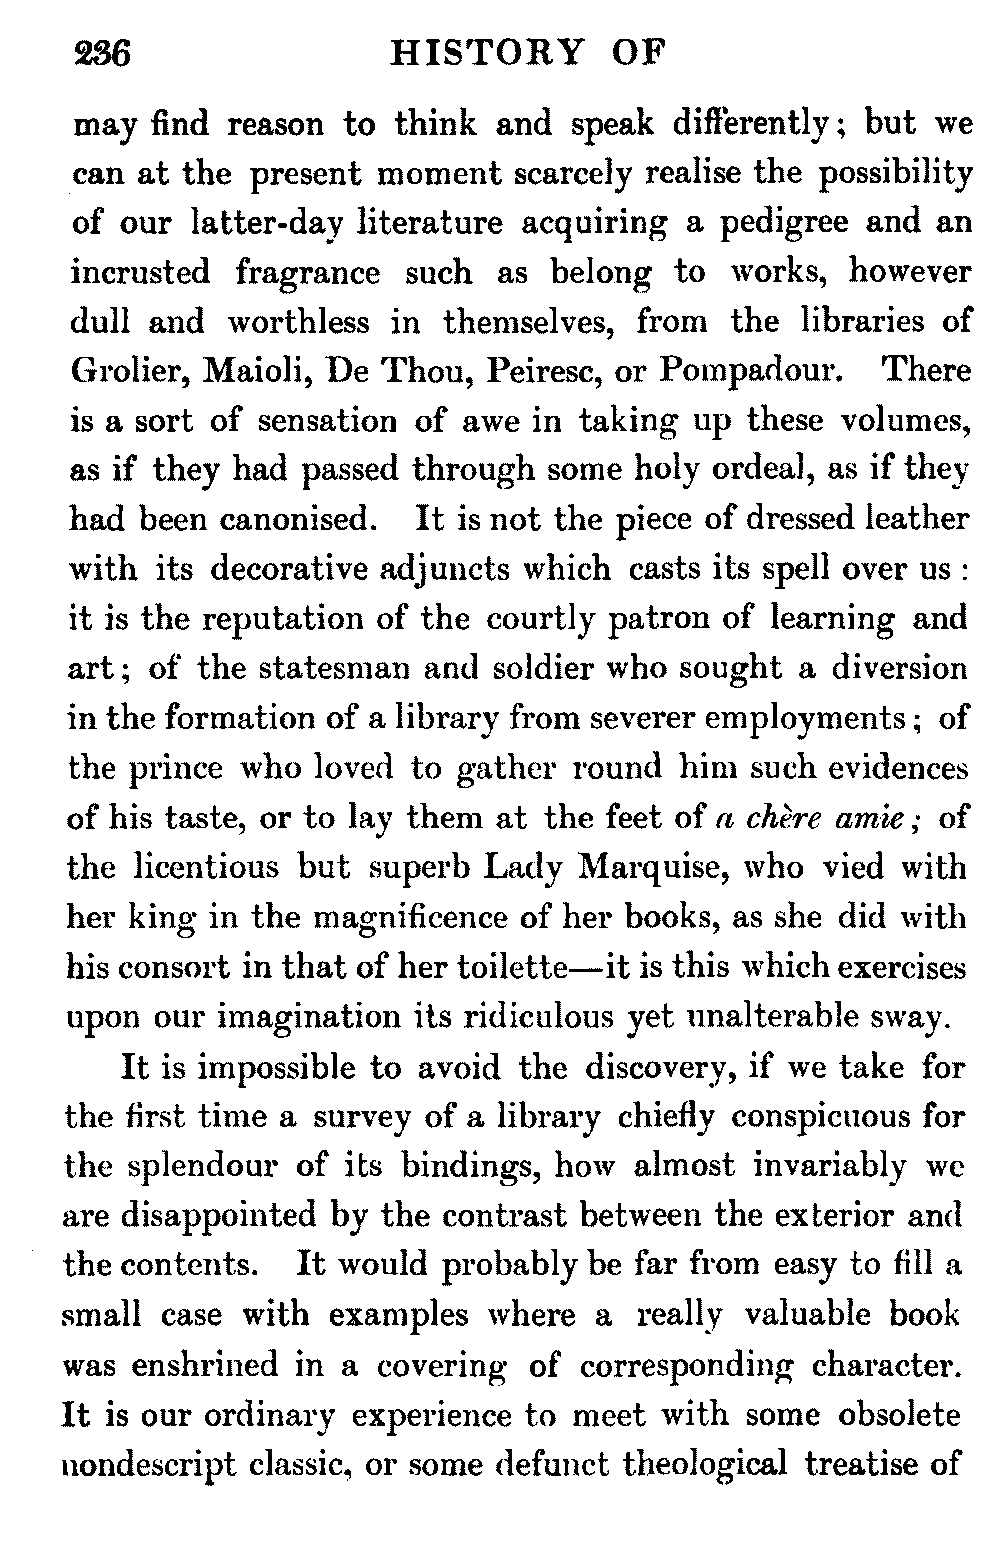 236 HISTORY OF
may find reason to think and speak differently; but we
can at the present moment scarcely realise the possibility
of our latter-day literature acquiring a pedigree and an
incrusted fragrance such as belong to works, however
dull and worthless in themselves, from the libraries of
Grolier, Maioli, De Thou, Peiresc, or Pompadour. There
is a sort of sensation of awe in taking up these volumes,
as if they had passed through some holy ordeal, as if they
had been canonised. It is not the piece of dressed leather
with its decorative adjuncts which casts its spell over us :
it is the reputation of the courtly patron of learning and
art; of the statesman and soldier who sought a diversion
in the formation of a library from severer employments; of
the prince who loved to gather round him such evidences
of his taste, or to lay them at the feet of a chère amie; of
the licentious but superb Lady Marquise, who vied with
her king in the magnificence of her books, as she did with
his consort in that of her toilette—it is this which exercises
upon our imagination its ridiculous yet unalterable sway.
It is impossible to avoid the discovery, if we take for
the first time a survey of a library chiefly conspicuous for
the splendour of its bindings, how almost invariably we
are disappointed by the contrast between the exterior and
the contents. It would probably be far from easy to fill a
small case with examples where a really valuable book
was enshrined in a covering of corresponding character.
It is our ordinary experience to meet with some obsolete
nondescript classic, or some defunct theological treatise of